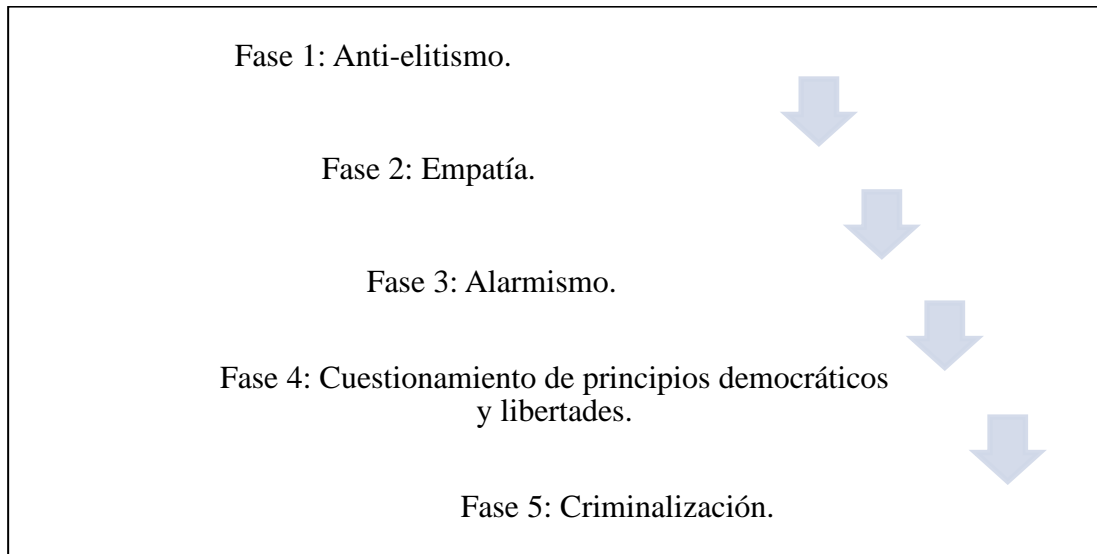 Fase 1: Anti-elitismo.
Fase 2: Empatía.
Fase 3: Alarmismo.
Fase 4: Cuestionamiento de principios democráticos
y libertades.
Fase 5: Criminalización.